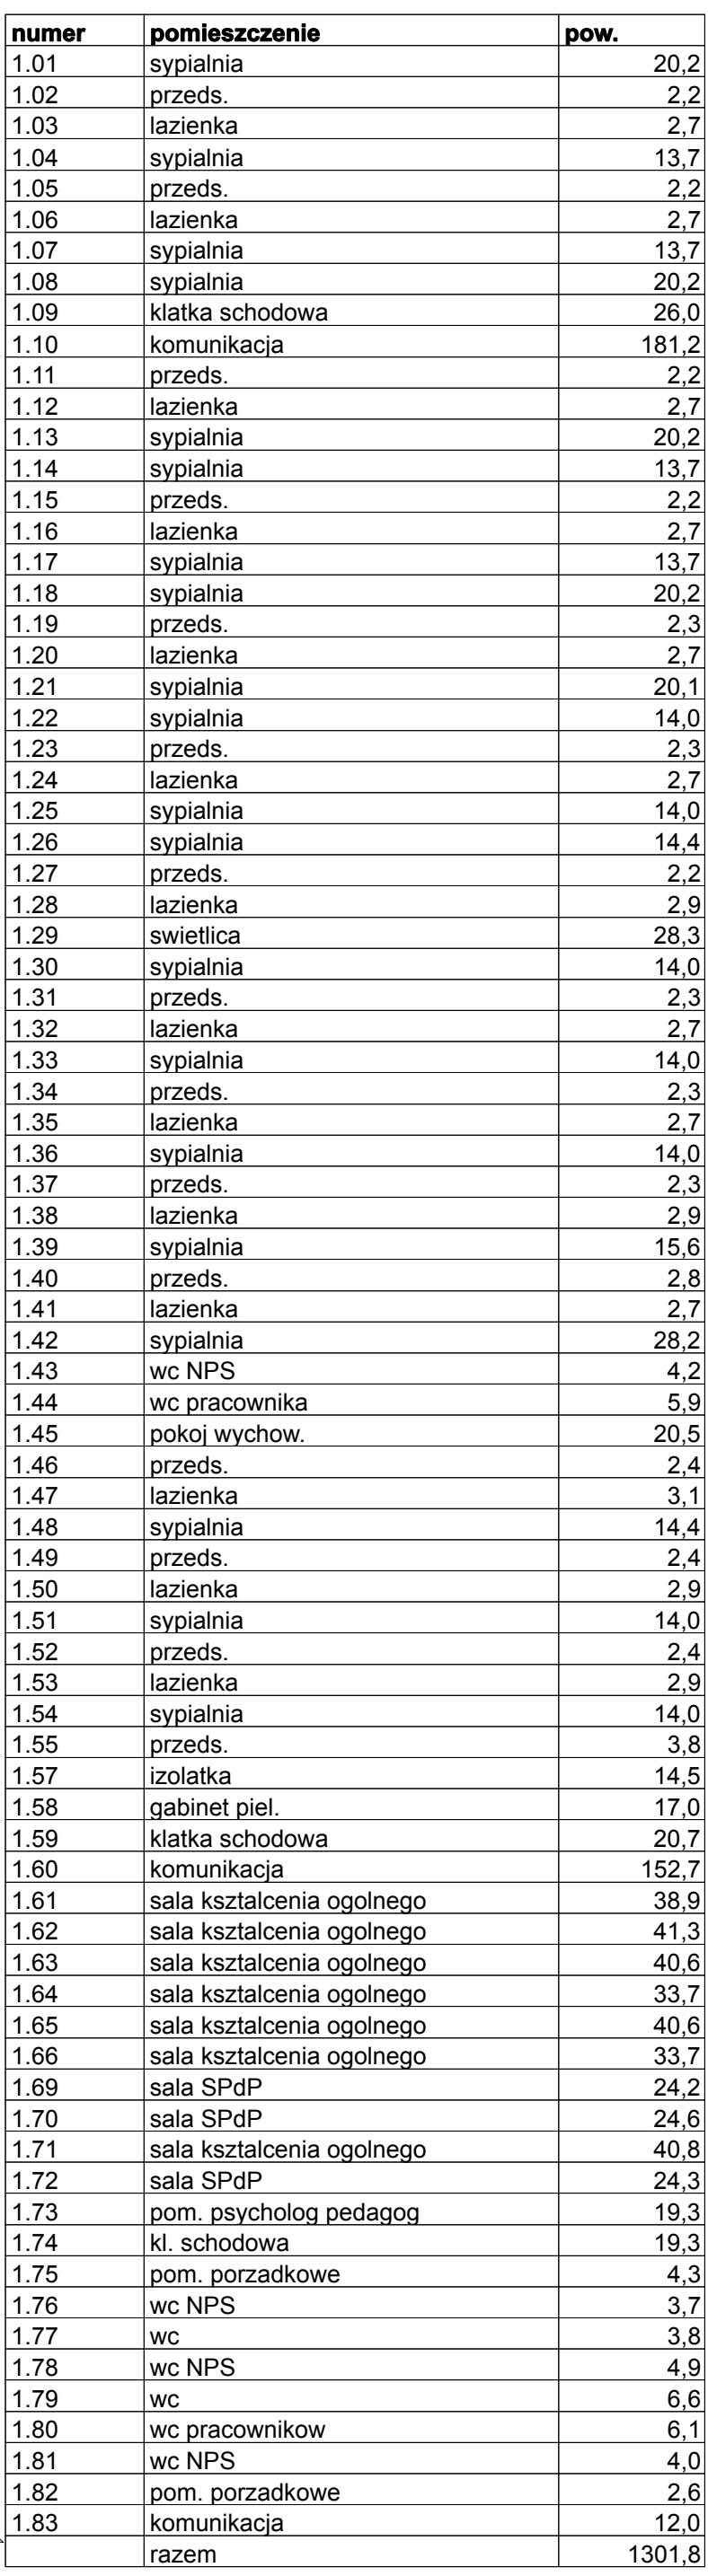 numer pomieszczenie pow.
1.01 sypialnia 20,2
1.02 przeds. 2,2
1.03 lazienka 2,7
1.04 sypialnia 13,7
1.05 przeds. 2,2
1.06 lazienka 2,7
1.07 sypialnia 13,7
1.08 sypialnia 20,2
1.09 klatka schodowa 26,0
1.10 komunikacja 181,2
1.11 przeds. 2,2
1.12 lazienka 2,7
1.13 sypialnia 20,2
1.14 sypialnia 13,7
1.15 przeds. 2,2
1.16 lazienka 2,7
1.17 sypialnia 13,7
1.18 sypialnia 20,2
1.19 przeds. 2,3
1.20 lazienka 2,7
1.21 sypialnia 20,1
1.22 sypialnia 14,0
1.23 przeds. 2,3
1.24 lazienka 2,7
1.25 sypialnia 14,0
1.26 sypialnia 14,4
1.27 przeds. 2,2
1.28 lazienka 2,9
1.29 swietlica 28,3
1.30 sypialnia 14,0
1.31 przeds. 2,3
1.32 lazienka 2,7
1.33 sypialnia 14,0
1.34 przeds. 2,3
1.35 lazienka 2,7
1.36 sypialnia 14,0
1.37 przeds. 2,3
1.38 lazienka 2,9
1.39 sypialnia 15,6
1.40 przeds. 2,8
1.41 lazienka 2,7
1.42 sypialnia 28,2
1.43 wc NPS 4,2
1.44 wc pracownika 5,9
1.45 pokoj wychow. 20,5
1.46 przeds. 2,4
1.47 lazienka 3,1
1.48 sypialnia 14,4
1.49 przeds. 2,4
1.50 lazienka 2,9
1.51 sypialnia 14,0
1.52 przeds. 2,4
1.53 lazienka 2,9
1.54 sypialnia 14,0
1.55 przeds. 3,8
1.57 izolatka 14,5
1.58 gabinet piel. 17,0
1.59 klatka schodowa 20,7
1.60 komunikacja 152,7
1.61 sala ksztalcenia ogolnego 38,9
1.62 sala ksztalcenia ogolnego 41,3
1.63 sala ksztalcenia ogolnego 40,6
1.64 sala ksztalcenia ogolnego 33,7
1.65 sala ksztalcenia ogolnego 40,6
1.66 sala ksztalcenia ogolnego 33,7
1.69 sala SPdP 24,2
1.70 sala SPdP 24,6
1.71 sala ksztalcenia ogolnego 40,8
1.72 sala SPdP 24,3
1.73 pom. psycholog pedagog 19,3
1.74 kl. schodowa 19,3
1.75 pom. porzadkowe 4,3
1.76 wc NPS 3,7
1.77 wc 3,8
1.78 wc NPS 4,9
1.79 wc 6,6
1.80 wc pracownikow 6,1
1.81 wc NPS 4,0
1.82 pom. porzadkowe 2,6
1.83 komunikacja 12,0
razem 1301,8